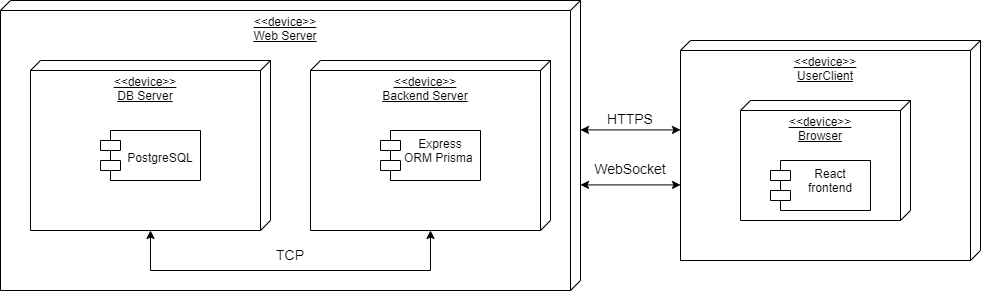 <<device>>
Web Server
<<device>>
DB Server
PostgreSQL
<<device>>
Backend Server
Express
ORM Prisma
TCP
HTTPS
WebSocket
<<device>>
UserClient
<<device>>
Browser
React
frontend